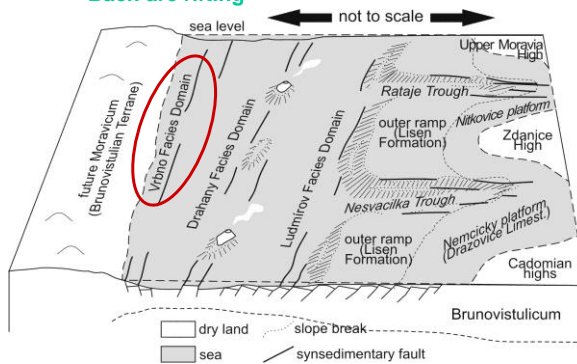 Back arc rifting
sea level
not to scale
future Moravicum
(Brunovistulian Terrane)
Vrbno Facies Domain
Drahany Facies Domain
Ludmírov Facies Domain
Upper Moravia
High
Rataje Trough
Nitkovice platform
outer ramp
(Lisen
Formation)
Zdanice
High
Nesvacilka Trough
outer ramp
(Lisen
Formation)
Nemcicky platform
(Drazovice Limest.)
Cadomian
highs
Brunovistulicum
dry land
slope break
sea
synsedimentary fault